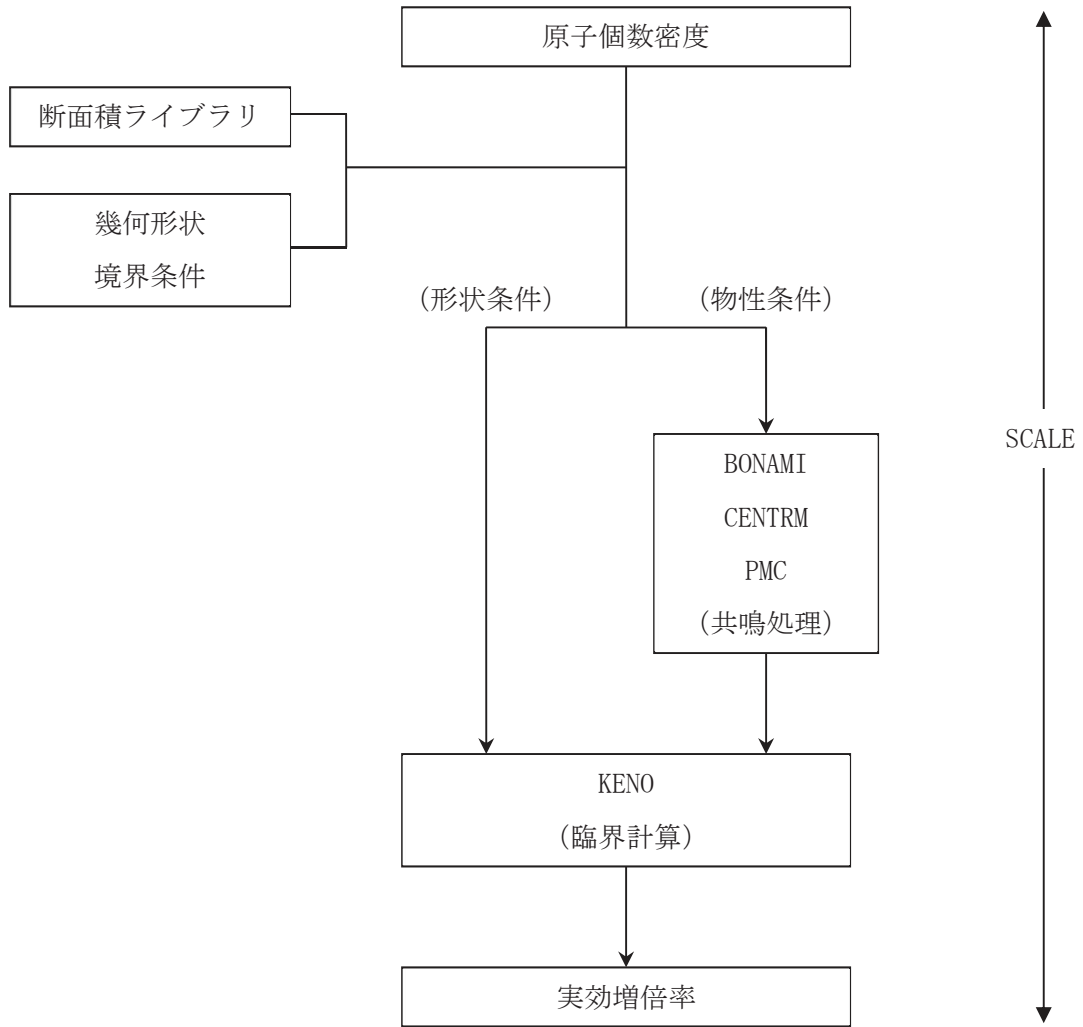 原子個数密度
断面積ライブラリ
幾何形状
境界条件
(形状条件)
(物性条件)
SCALE
BONAMI
CENTRM
PMC
(共鳴処理)
KENO
(臨界計算)
実効増倍率